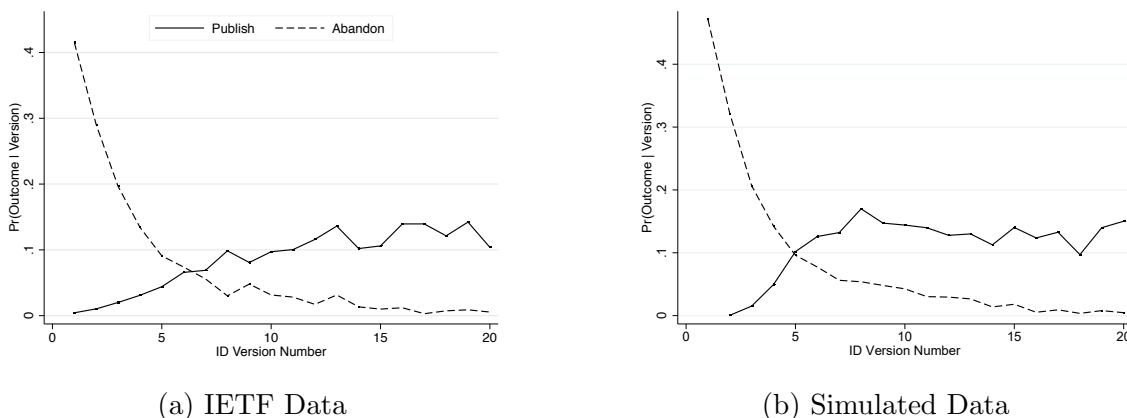 Publish Abandon
Pr(Outcome | Version)
0 .1 .2 .3 .4
0 5 10 15 20
ID Version Number
(a) IETF Data
Pr(Outcome | Version)
0 .1 .2 .3 .4
0 5 10 15 20
ID Version Number
(b) Simulated Data